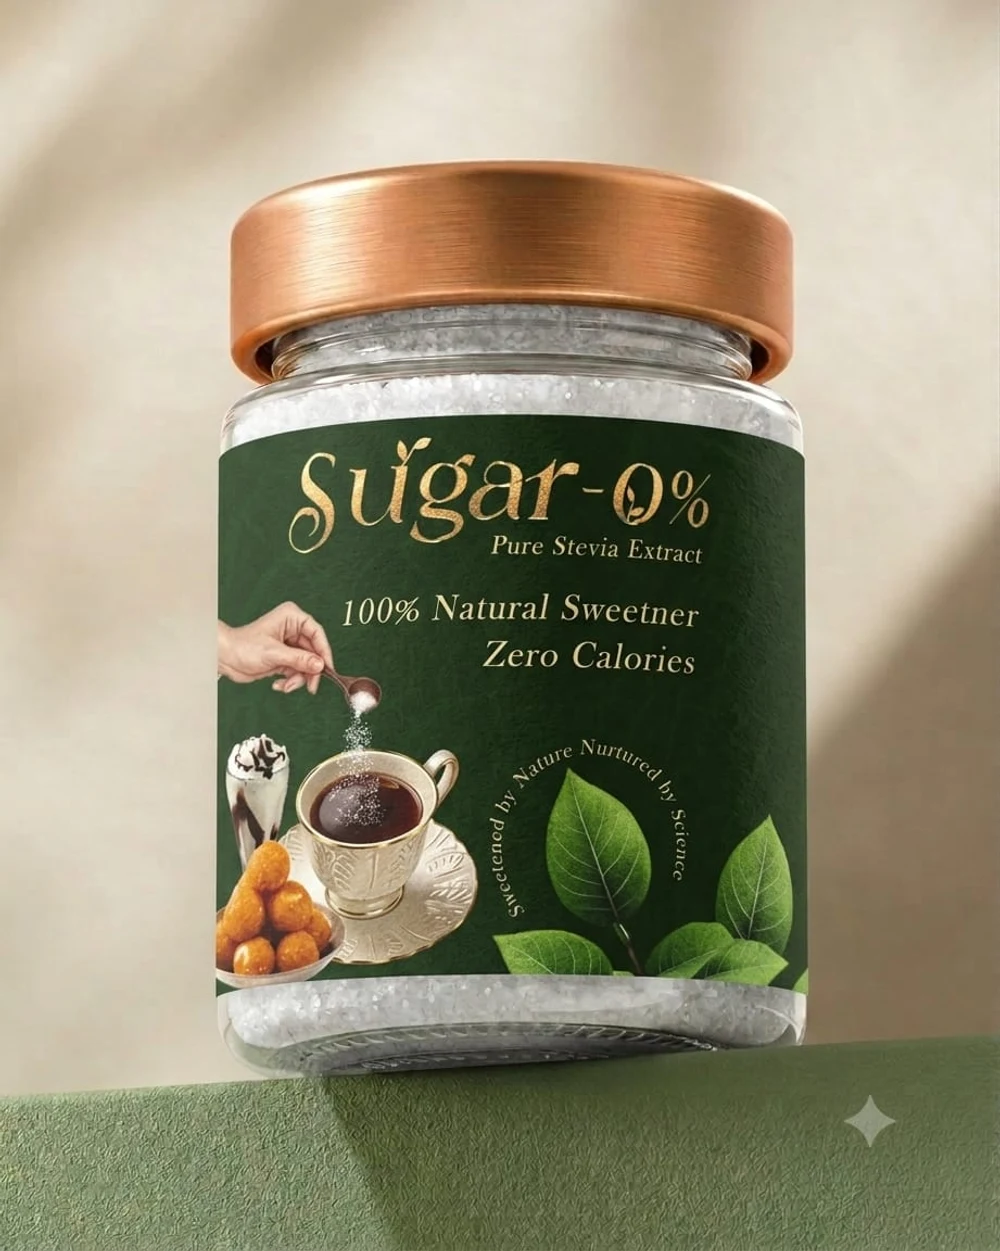 Sugar-0%
Pure Stevia Extract
100% Natural Sweetner
Zero Calories
Sweetened by Nature Nurtured by Science